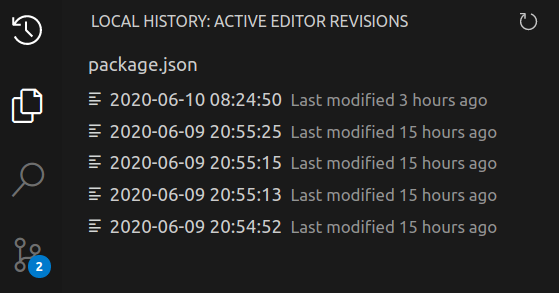 LOCAL HISTORY: ACTIVE EDITOR REVISIONS
package.json
2020-06-10 08:24:50 Last modified 3 hours ago
2020-06-09 20:55:25 Last modified 15 hours ago
2020-06-09 20:55:15 Last modified 15 hours ago
2020-06-09 20:55:13 Last modified 15 hours ago
2020-06-09 20:54:52 Last modified 15 hours ago
2